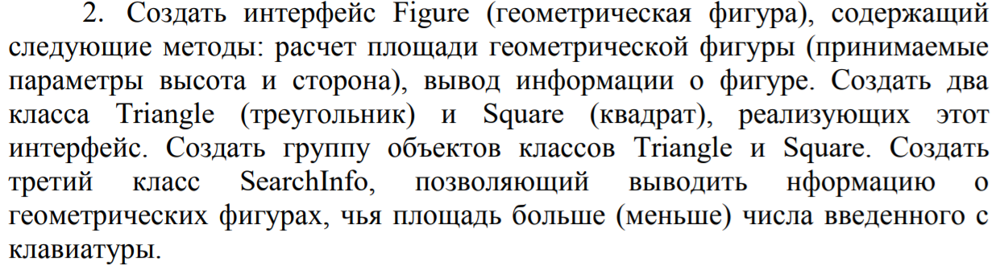 2. Создать интерфейс Figure (геометрическая фигура), содержащий
следующие методы: расчет площади геометрической фигуры (принимаемые
параметры высота и сторона), вывод информации о фигуре. Создать два
класса Triangle (треугольник) и Square (квадрат), реализующих этот
интерфейс. Создать группу объектов классов Triangle и Square. Создать
третий класс SearchInfo, позволяющий выводить нформацию о
геометрических фигурах, чья площадь больше (меньше) числа введенного с
клавиатуры.